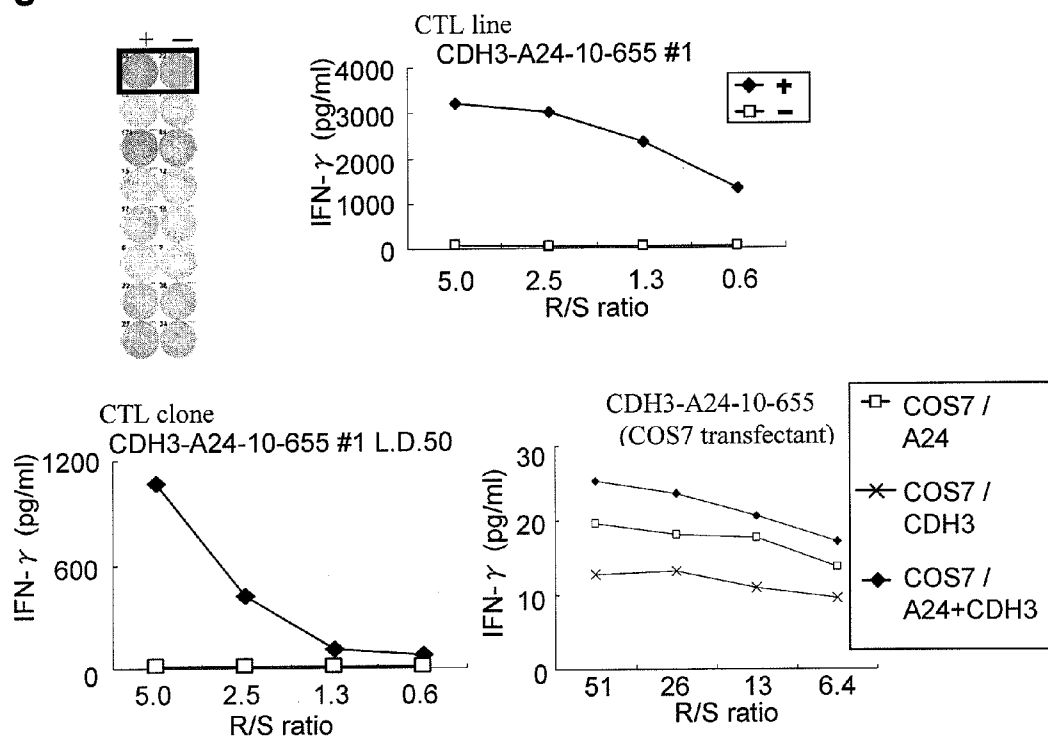 + −
CTL line
CDH3-A24-10-655 #1
IFN-γ (pg/ml)
4000
3000
2000
1000
0
5.0 2.5 1.3 0.6
R/S ratio
+
−
CTL clone
CDH3-A24-10-655 #1 L.D.50
IFN-γ (pg/ml)
1200
600
0
5.0 2.5 1.3 0.6
R/S ratio
CDH3-A24-10-655
(COS7 transfectant)
IFN-γ (pg/ml)
30
20
10
0
51 26 13 6.4
R/S ratio
COS7 /
A24
COS7 /
CDH3
COS7 /
A24+CDH3